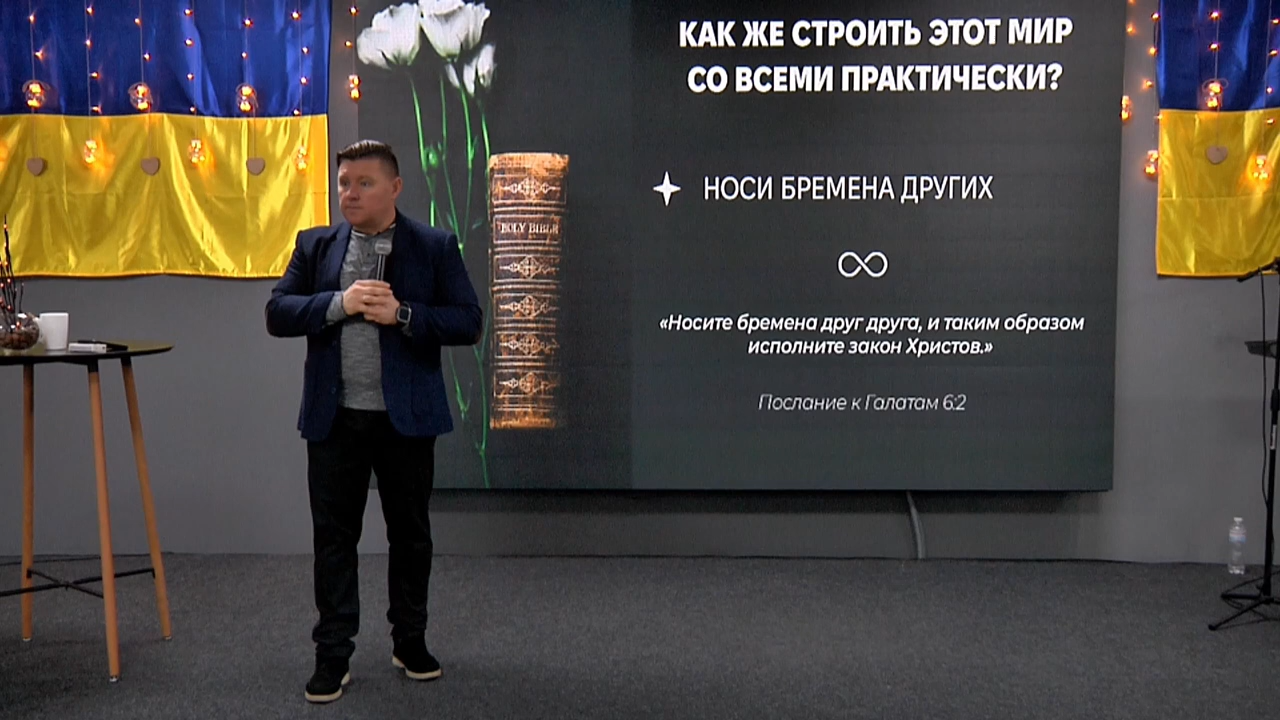 КАК ЖЕ СТРОИТЬ ЭТОТ МИР
СО ВСЕМИ ПРАКТИЧЕСКИ?
НОСИ БРЕМЕНА ДРУГИХ
HOLY BIBLE
«Носите бремена друг друга, и таким образом
исполните закон Христов.»
Послание к Галатам 6:2